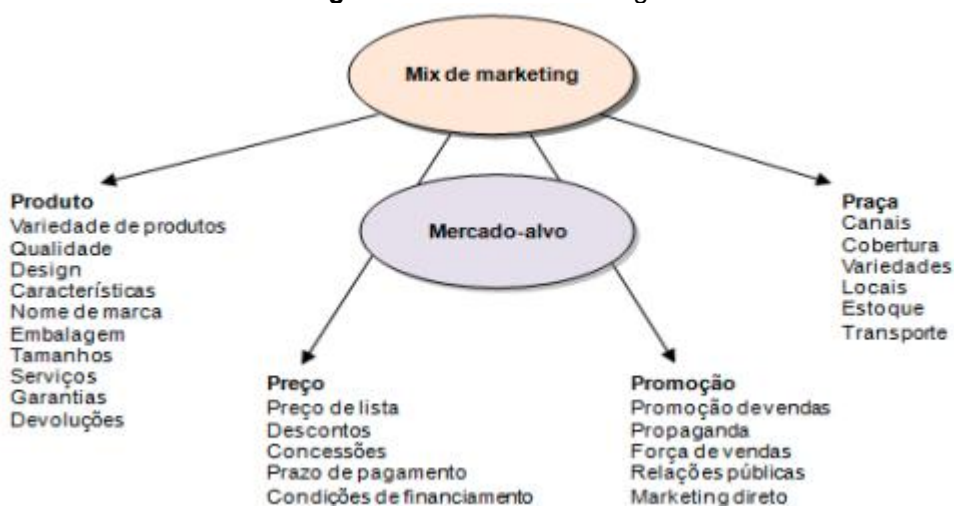 Mix de marketing
Mercado-alvo
Produto
Variedade de produtos
Qualidade
Design
Características
Nome de marca
Embalagem
Tamanhos
Serviços
Garantias
Devoluções
Preço
Preço de lista
Descontos
Concessões
Prazo de pagamento
Condições de financiamento
Promoção
Promoção de vendas
Propaganda
Força de vendas
Relações públicas
Marketing direto
Praça
Canais
Cobertura
Variedades
Locais
Estoque
Transporte